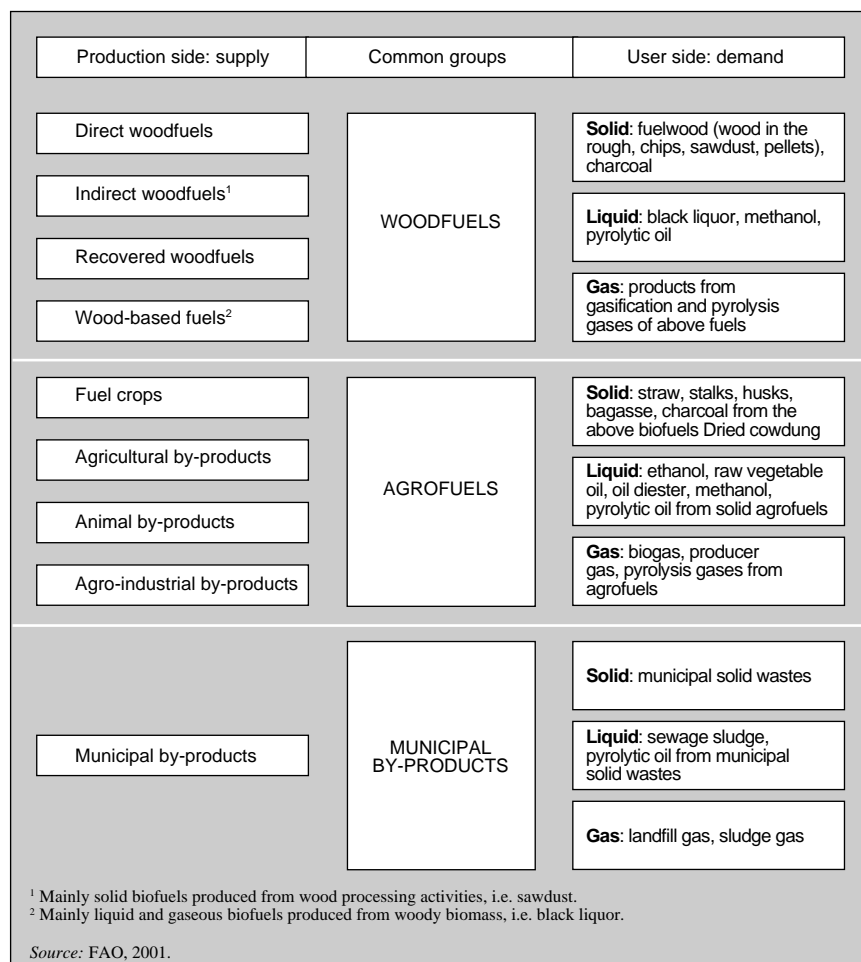 Production side: supply
Common groups
User side: demand
Direct woodfuels
Indirect woodfuels¹
Recovered woodfuels
Wood-based fuels²
WOODFUELS
Solid: fuelwood (wood in the
rough, chips, sawdust, pellets),
charcoal
Liquid: black liquor, methanol,
pyrolytic oil
Gas: products from
gasification and pyrolysis
gases of above fuels
Fuel crops
Agricultural by-products
Animal by-products
Agro-industrial by-products
AGROFUELS
Solid: straw, stalks, husks,
bagasse, charcoal from the
above biofuels Dried cowdung
Liquid: ethanol, raw vegetable
oil, oil diester, methanol,
pyrolytic oil from solid agrofuels
Gas: biogas, producer
gas, pyrolysis gases from
agrofuels
Municipal by-products
MUNICIPAL
BY-PRODUCTS
Solid: municipal solid wastes
Liquid: sewage sludge,
pyrolytic oil from municipal
solid wastes
Gas: landfill gas, sludge gas
¹ Mainly solid biofuels produced from wood processing activities, i.e. sawdust.
² Mainly liquid and gaseous biofuels produced from woody biomass, i.e. black liquor.
Source: FAO, 2001.